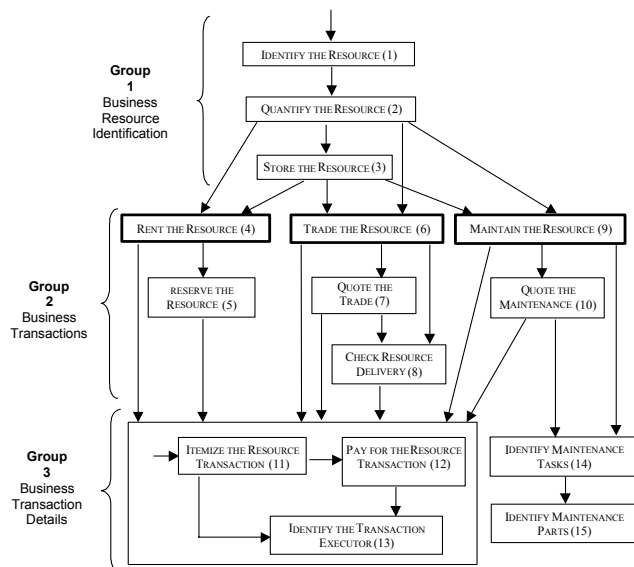 IDENTIFY THE RESOURCE (1)
Group
1
Business
Resource
Identification
QUANTIFY THE RESOURCE (2)
STORE THE RESOURCE (3)
RENT THE RESOURCE (4)
TRADE THE RESOURCE (6)
MAINTAIN THE RESOURCE (9)
Group
2
Business
Transactions
RESERVE THE
RESOURCE (5)
QUOTE THE
TRADE (7)
QUOTE THE
MAINTENANCE (10)
CHECK RESOURCE
DELIVERY (8)
Group
3
Business
Transaction
Details
ITEMIZE THE RESOURCE
TRANSACTION (11)
PAY FOR THE RESOURCE
TRANSACTION (12)
IDENTIFY MAINTENANCE
TASKS (14)
IDENTIFY THE TRANSACTION
EXECUTOR (13)
IDENTIFY MAINTENANCE
PARTS (15)